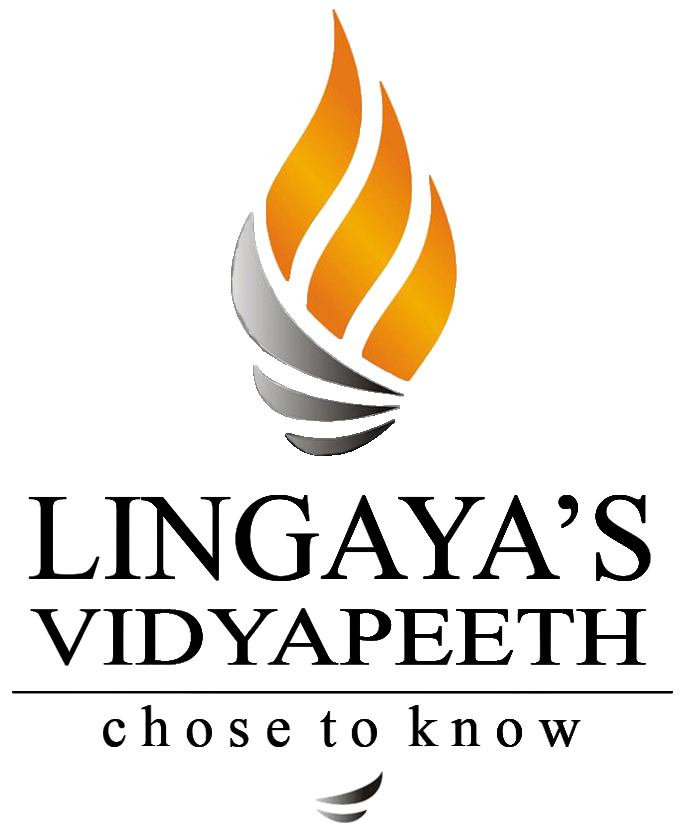 LINGAYA'S
VIDYAPEETH
chose to know